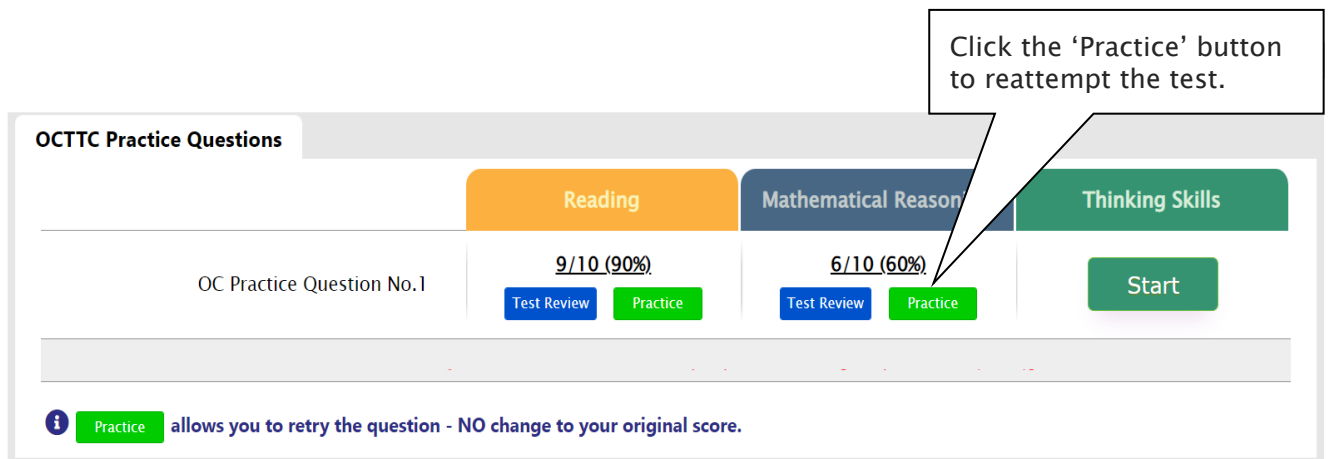 Click the ‘Practice’ button
to reattempt the test.
OCTTC Practice Questions
Reading
Mathematical
Thinking Skills
OC Practice Question No.1
9/10 (90%)
Test Review
Practice
6/10 (60%)
Test Review
Practice
Start
Practice allows you to retry the question - NO change to your original score.